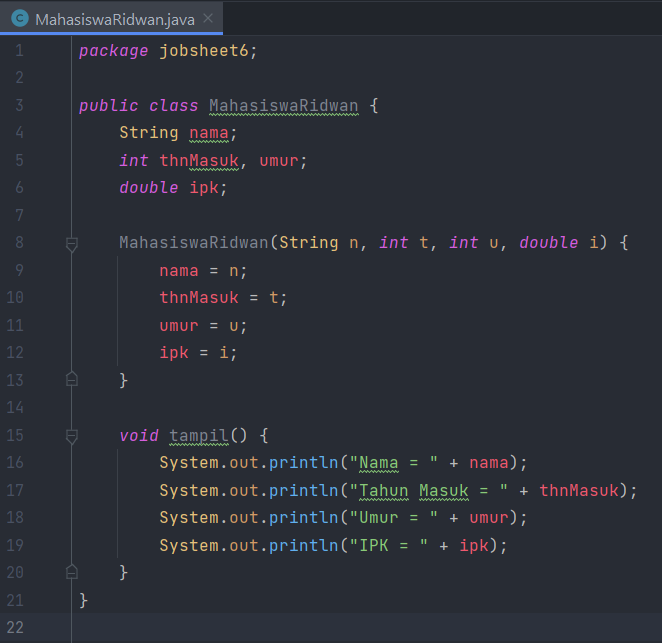 C MahasiswaRidwan.java ×
1 package jobsheet6;
2
3 public class MahasiswaRidwan {
4     String nama;
5     int thnMasuk, umur;
6     double ipk;
7
8     MahasiswaRidwan(String n, int t, int u, double i) {
9         nama = n;
10         thnMasuk = t;
11         umur = u;
12         ipk = i;
13     }
14
15     void tampil() {
16         System.out.println("Nama = " + nama);
17         System.out.println("Tahun Masuk = " + thnMasuk);
18         System.out.println("Umur = " + umur);
19         System.out.println("IPK = " + ipk);
20     }
21 }
22